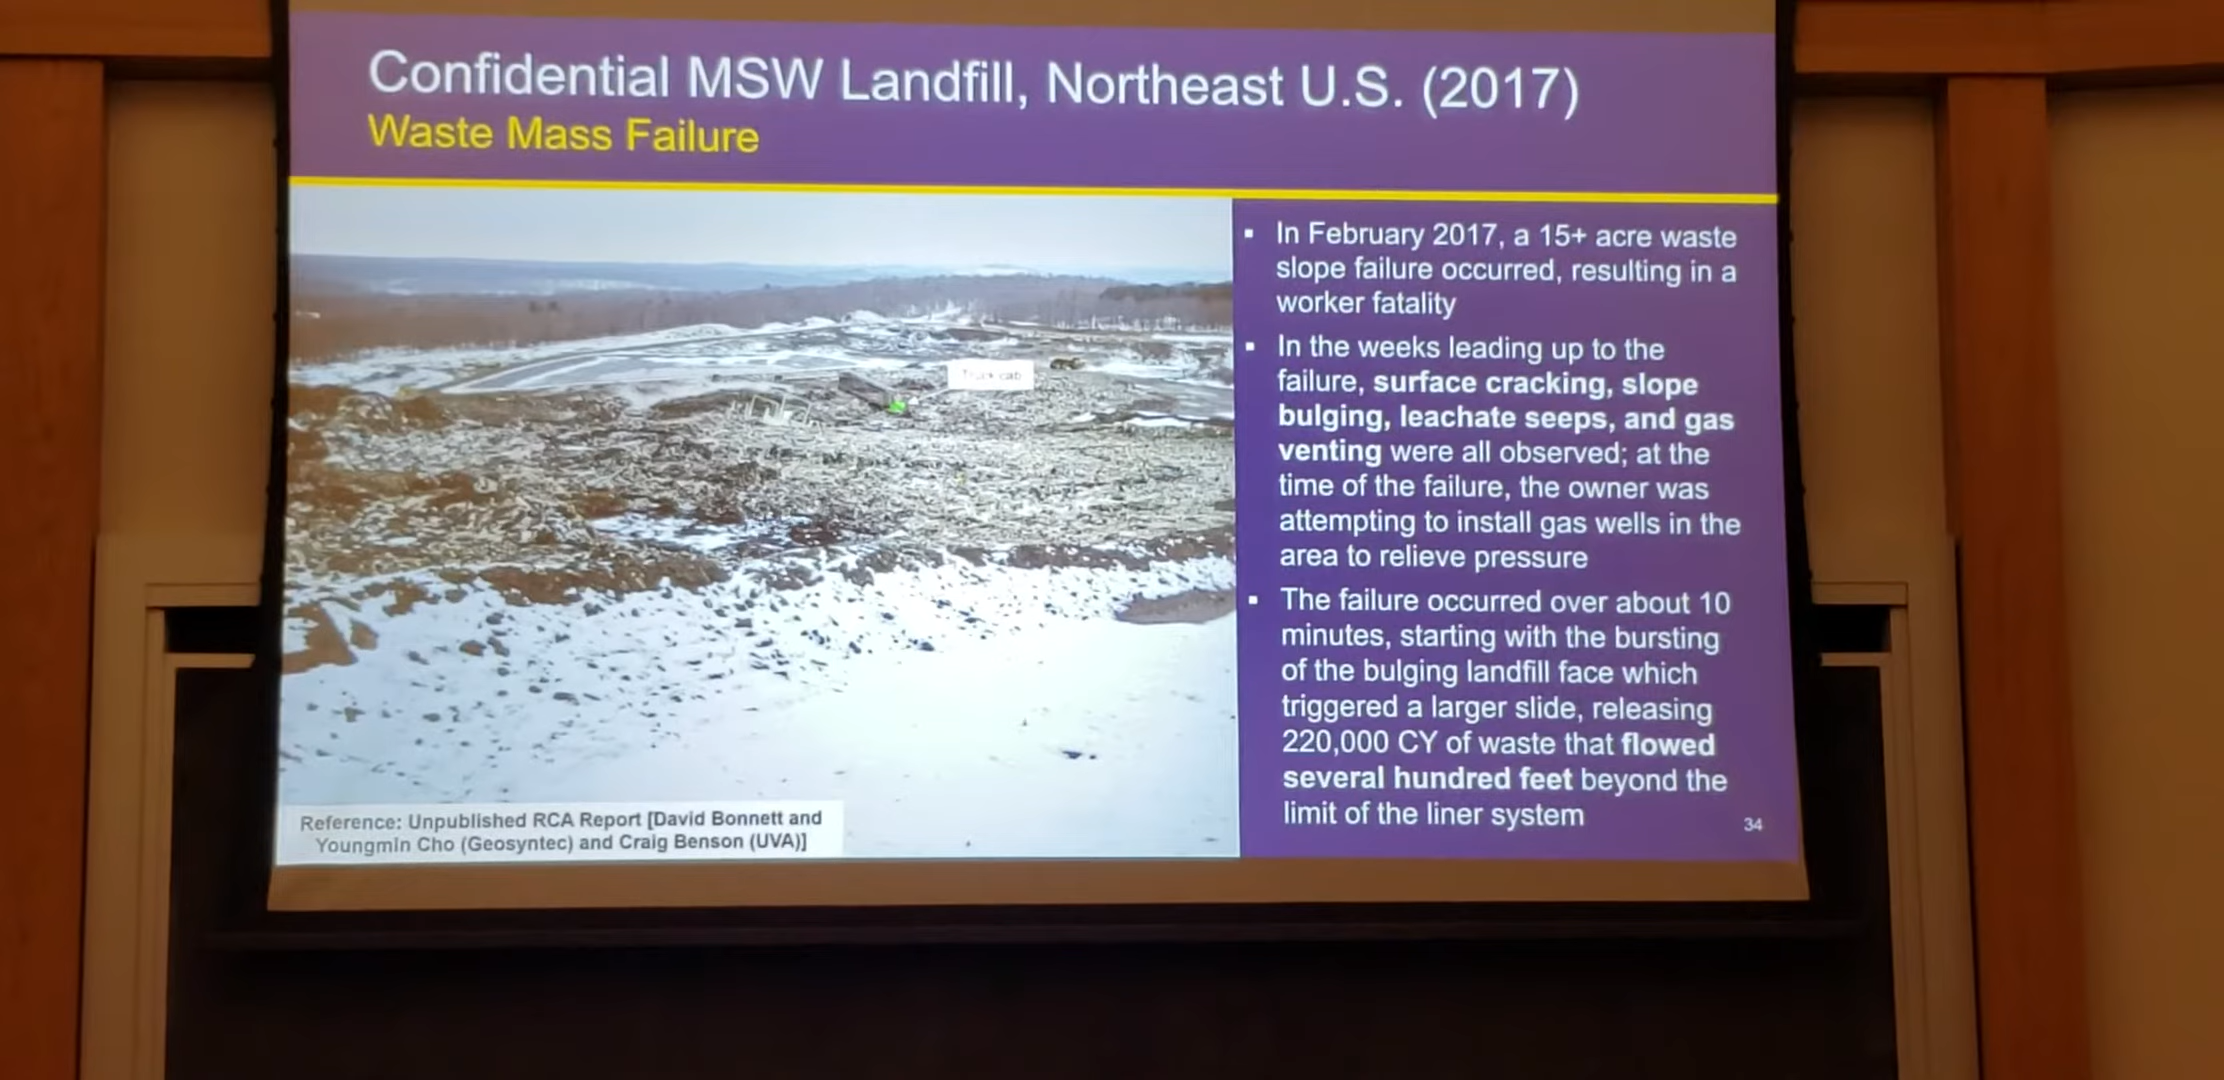 Confidential MSW Landfill, Northeast U.S. (2017)
Waste Mass Failure
Truck cab
▪ In February 2017, a 15+ acre waste
slope failure occurred, resulting in a
worker fatality
▪ In the weeks leading up to the
failure, surface cracking, slope
bulging, leachate seeps, and gas
venting were all observed; at the
time of the failure, the owner was
attempting to install gas wells in the
area to relieve pressure
▪ The failure occurred over about 10
minutes, starting with the bursting
of the bulging landfill face which
triggered a larger slide, releasing
220,000 CY of waste that flowed
several hundred feet beyond the
limit of the liner system
Reference: Unpublished RCA Report [David Bonnett and
Youngmin Cho (Geosyntec) and Craig Benson (UVA)]
34